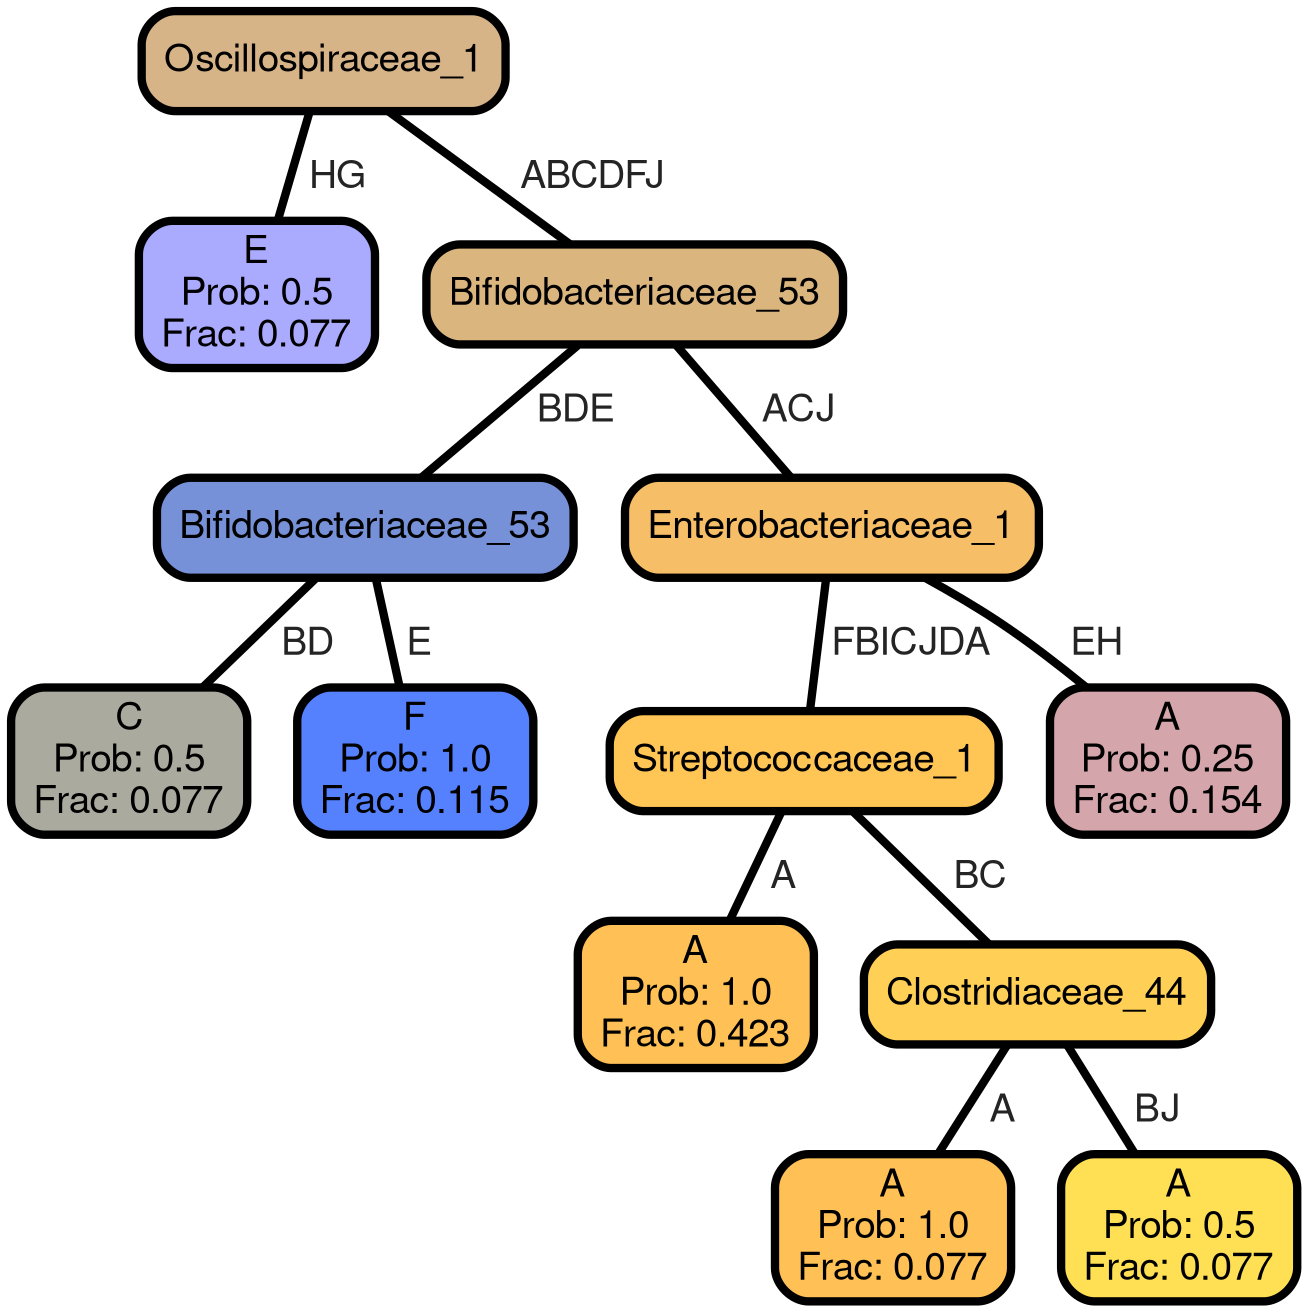 Oscillospiraceae_1
HG
ABCDFJ
E
Prob: 0.5
Frac: 0.077
Bifidobacteriaceae_53
BDE
ACJ
Bifidobacteriaceae_53
Enterobacteriaceae_1
BD
E
FBICJDA
EH
C
Prob: 0.5
Frac: 0.077
F
Prob: 1.0
Frac: 0.115
Streptococcaceae_1
A
Prob: 0.25
Frac: 0.154
A
BC
A
Prob: 1.0
Frac: 0.423
Clostridiaceae_44
A
BJ
A
Prob: 1.0
Frac: 0.077
A
Prob: 0.5
Frac: 0.077